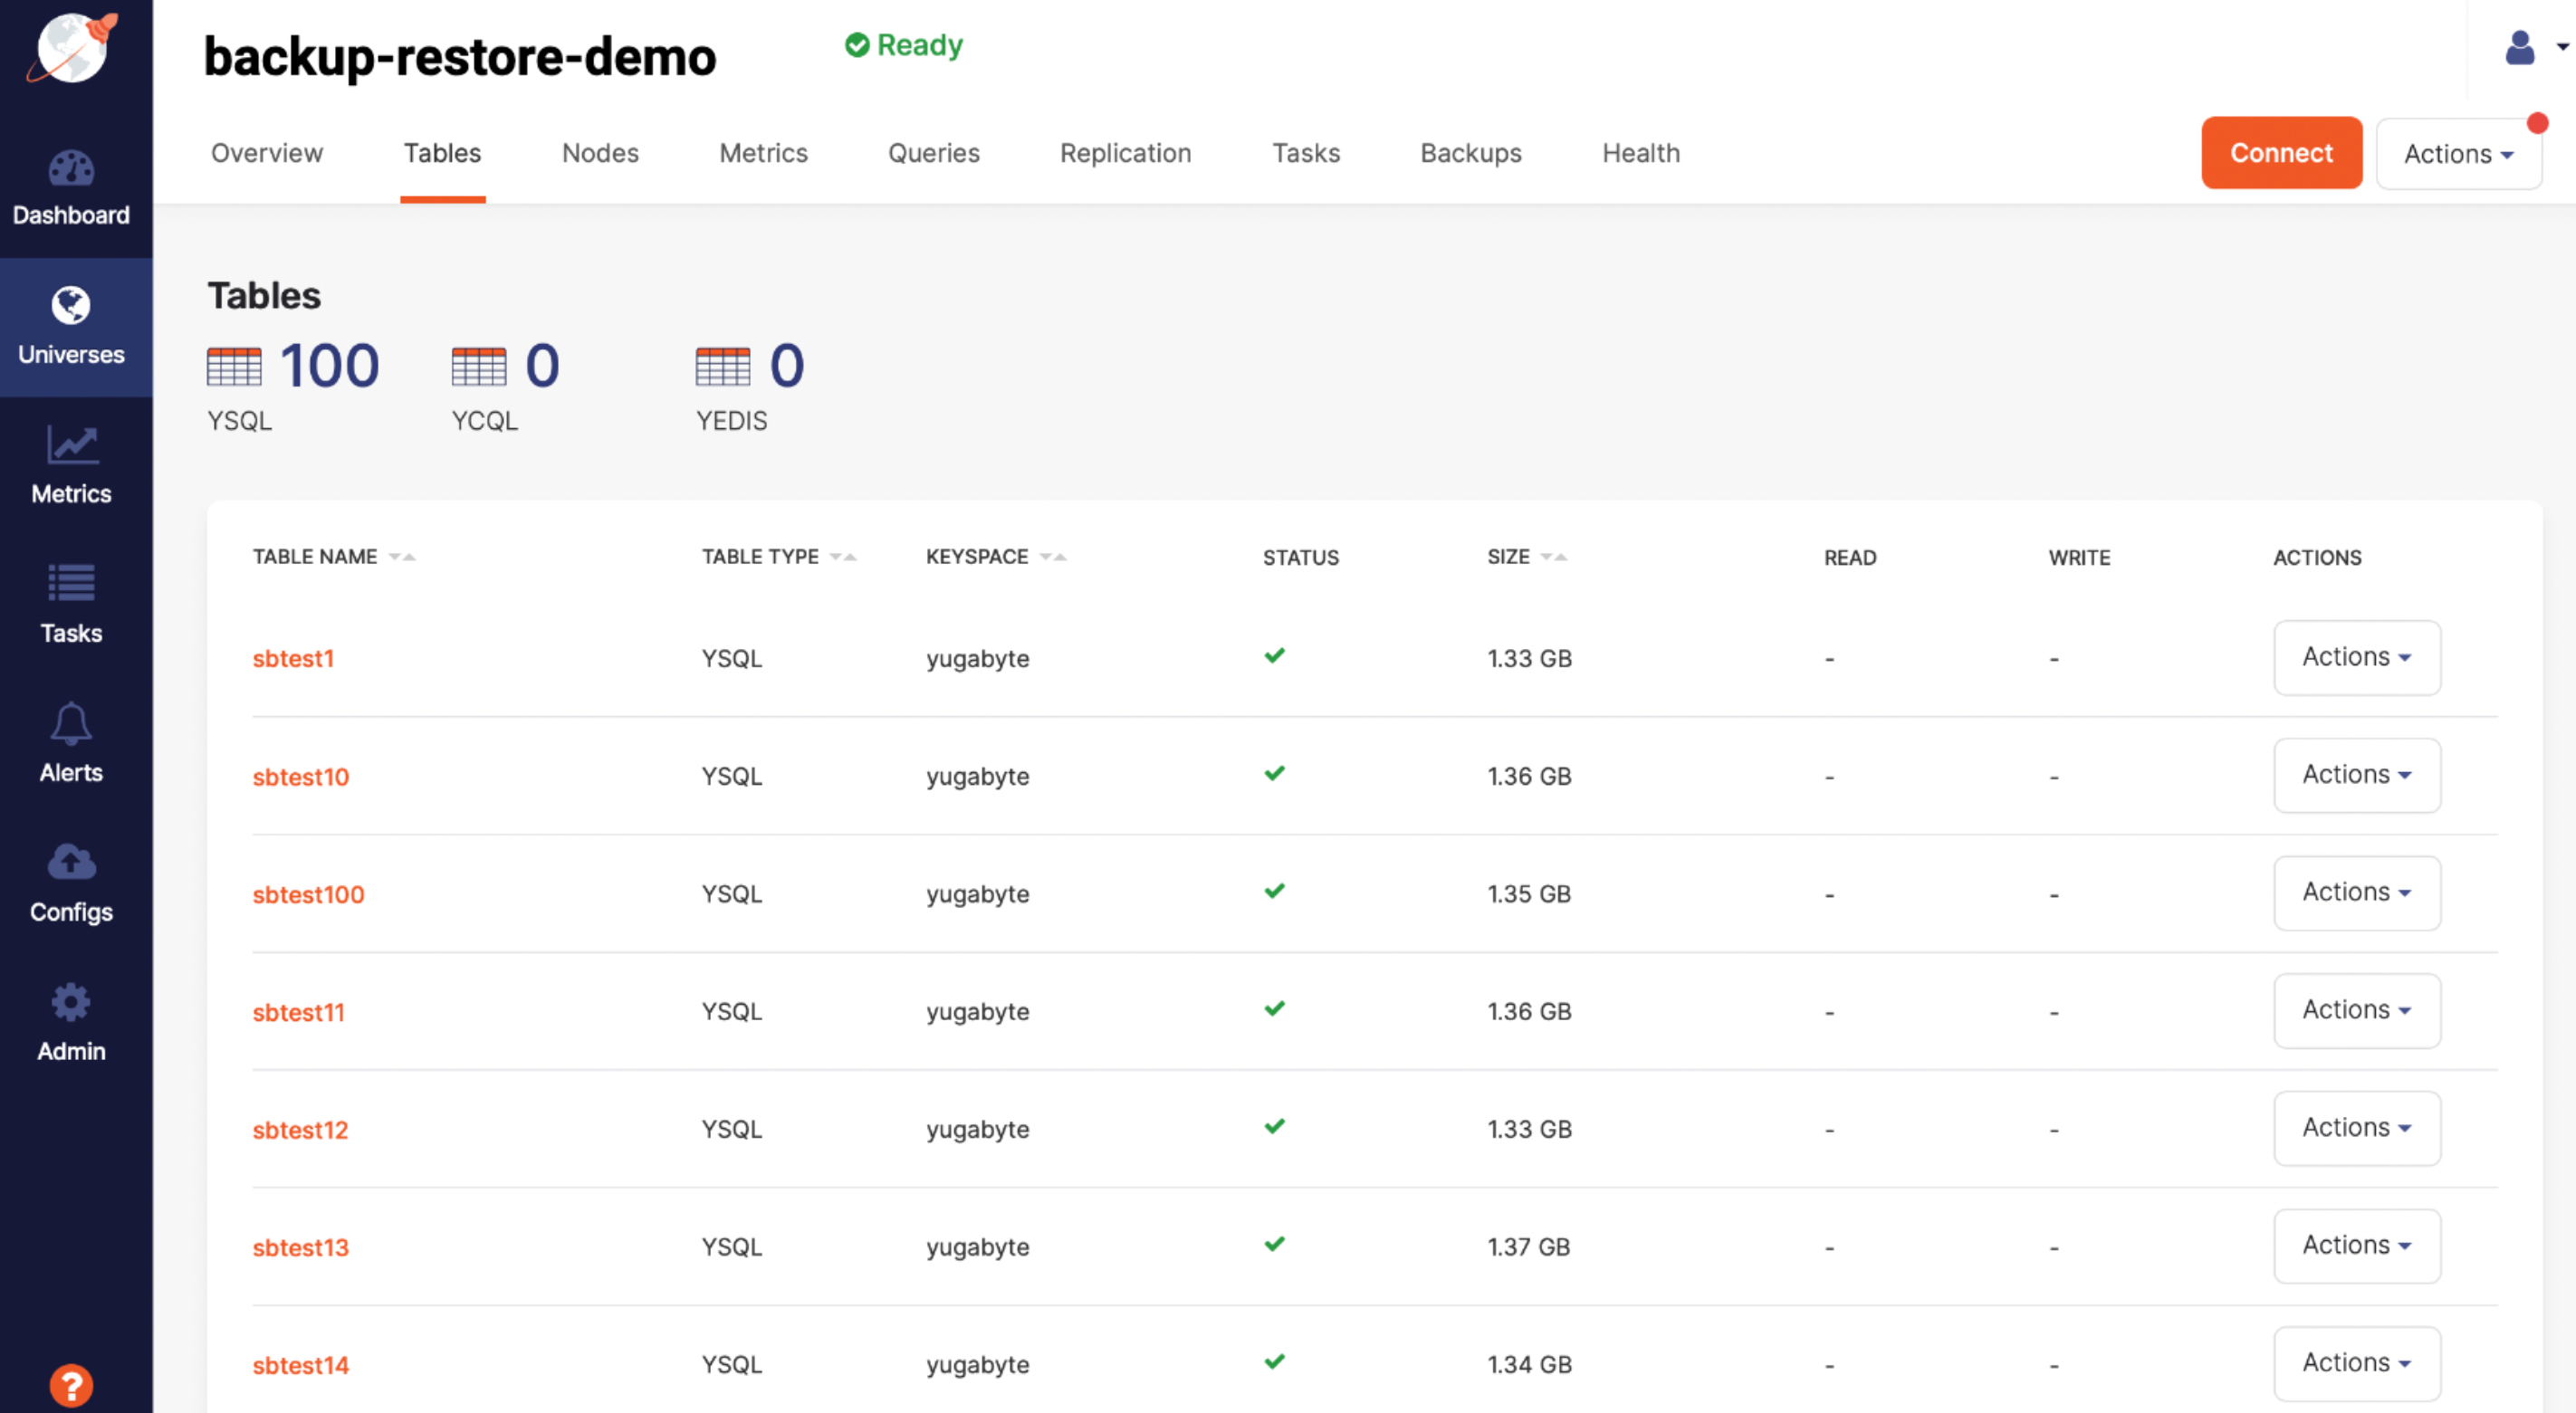 backup-restore-demo
Ready
Overview Tables Nodes Metrics Queries Replication Tasks Backups Health
Connect Actions
Dashboard
Universes
Metrics
Tasks
Alerts
Configs
Admin
?
Tables
100 0 0
YSQL YCQL YEDIS
TABLE NAME TABLE TYPE KEYSPACE STATUS SIZE READ WRITE ACTIONS
sbtest1 YSQL yugabyte 1.33 GB - - Actions
sbtest10 YSQL yugabyte 1.36 GB - - Actions
sbtest100 YSQL yugabyte 1.35 GB - - Actions
sbtest11 YSQL yugabyte 1.36 GB - - Actions
sbtest12 YSQL yugabyte 1.33 GB - - Actions
sbtest13 YSQL yugabyte 1.37 GB - - Actions
sbtest14 YSQL yugabyte 1.34 GB - - Actions